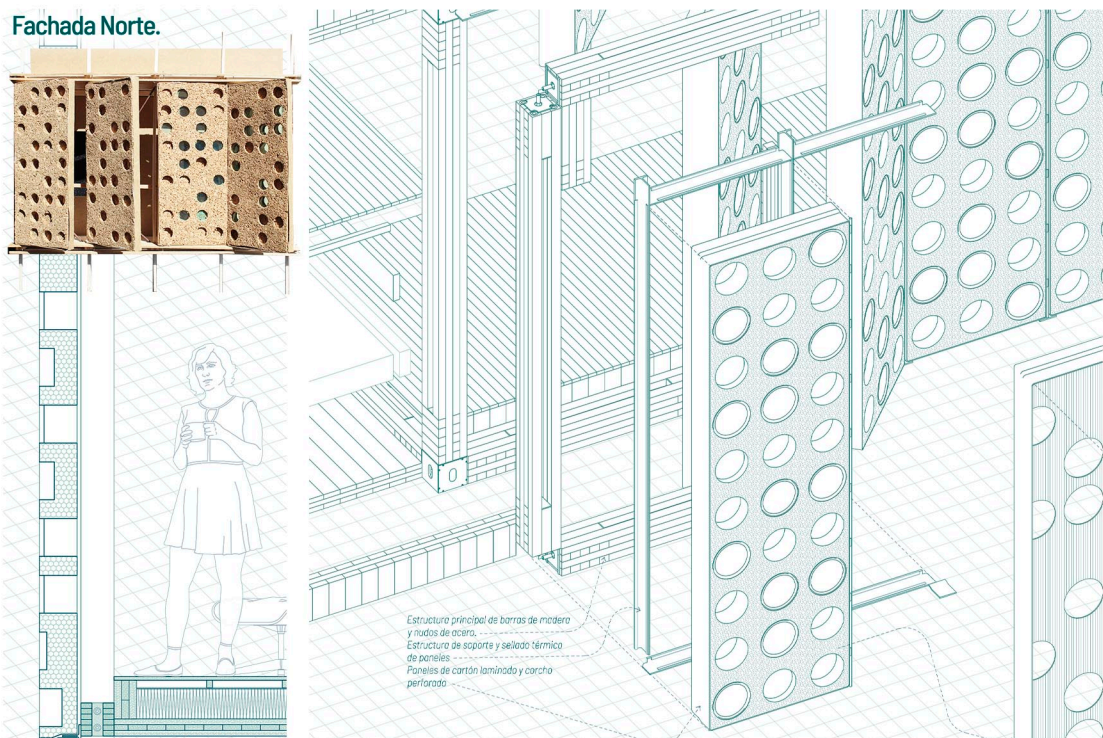 Fachada Norte.
Estructura principal de barras de madera
y nudos de acero.
Estructura de soporte y sellado térmico
de paneles
Paneles de cartón laminado y corcho
perforado